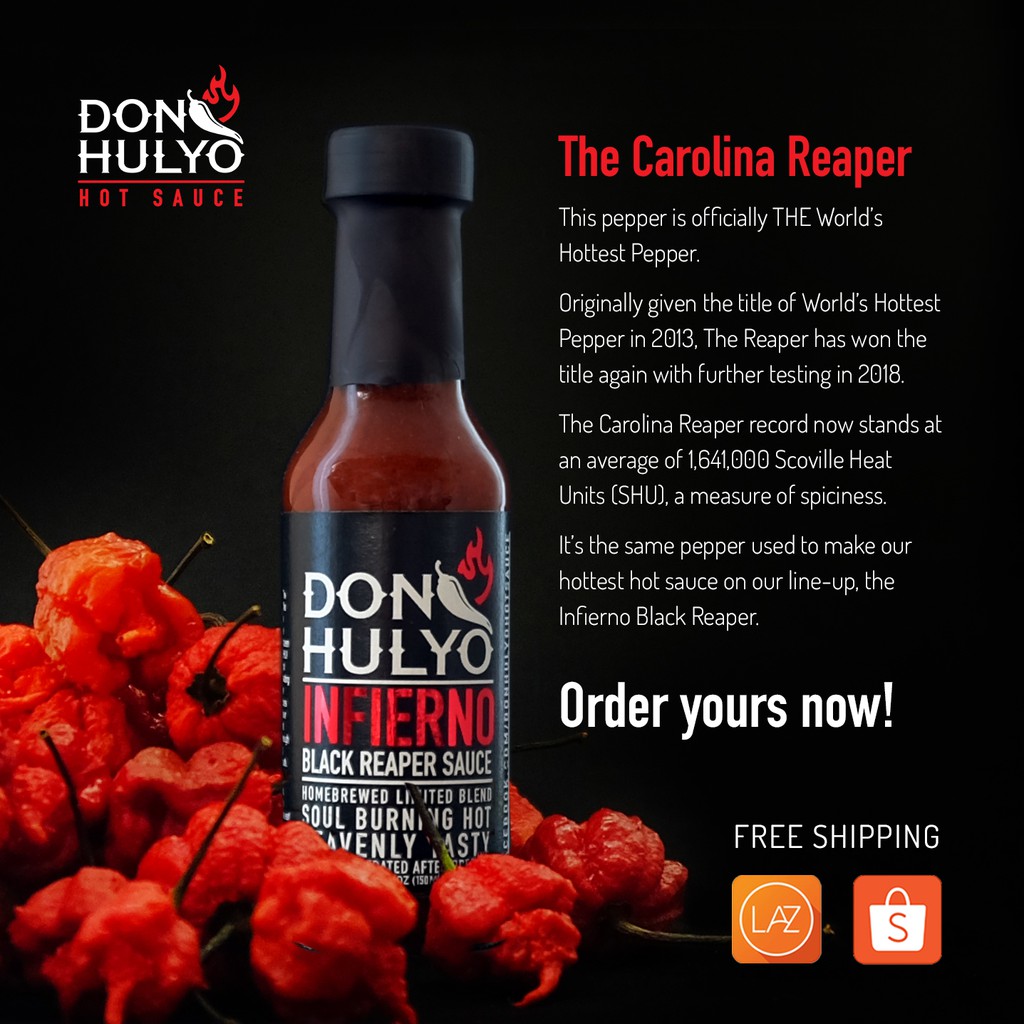 DON
HULYO
HOT SAUCE
The Carolina Reaper
This pepper is officially THE World's
Hottest Pepper.
Originally given the title of World's Hottest
Pepper in 2013, The Reaper has won the
title again with further testing in 2018.
The Carolina Reaper record now stands at
an average of 1,641,000 Scoville Heat
Units (SHU), a measure of spiciness.
It's the same pepper used to make our
hottest hot sauce on our line-up, the
Infierno Black Reaper.
Order yours now!
DON
HULYO
INFIERNO
BLACK REAPER SAUCE
HOMEBREWED LIMITED BLEND
SOUL BURNING HOT
FREE SHIPPING
LAZ
S